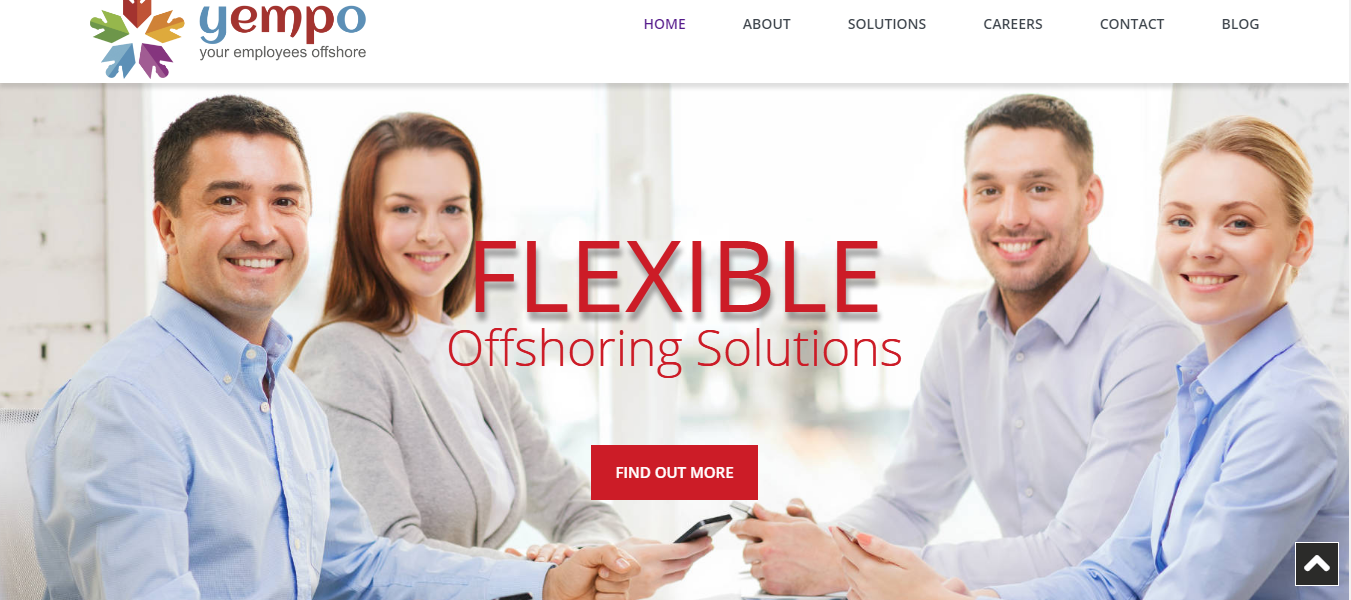 yempo
your employees offshore
HOME ABOUT SOLUTIONS CAREERS CONTACT BLOG
FLEXIBLE
Offshoring Solutions
FIND OUT MORE